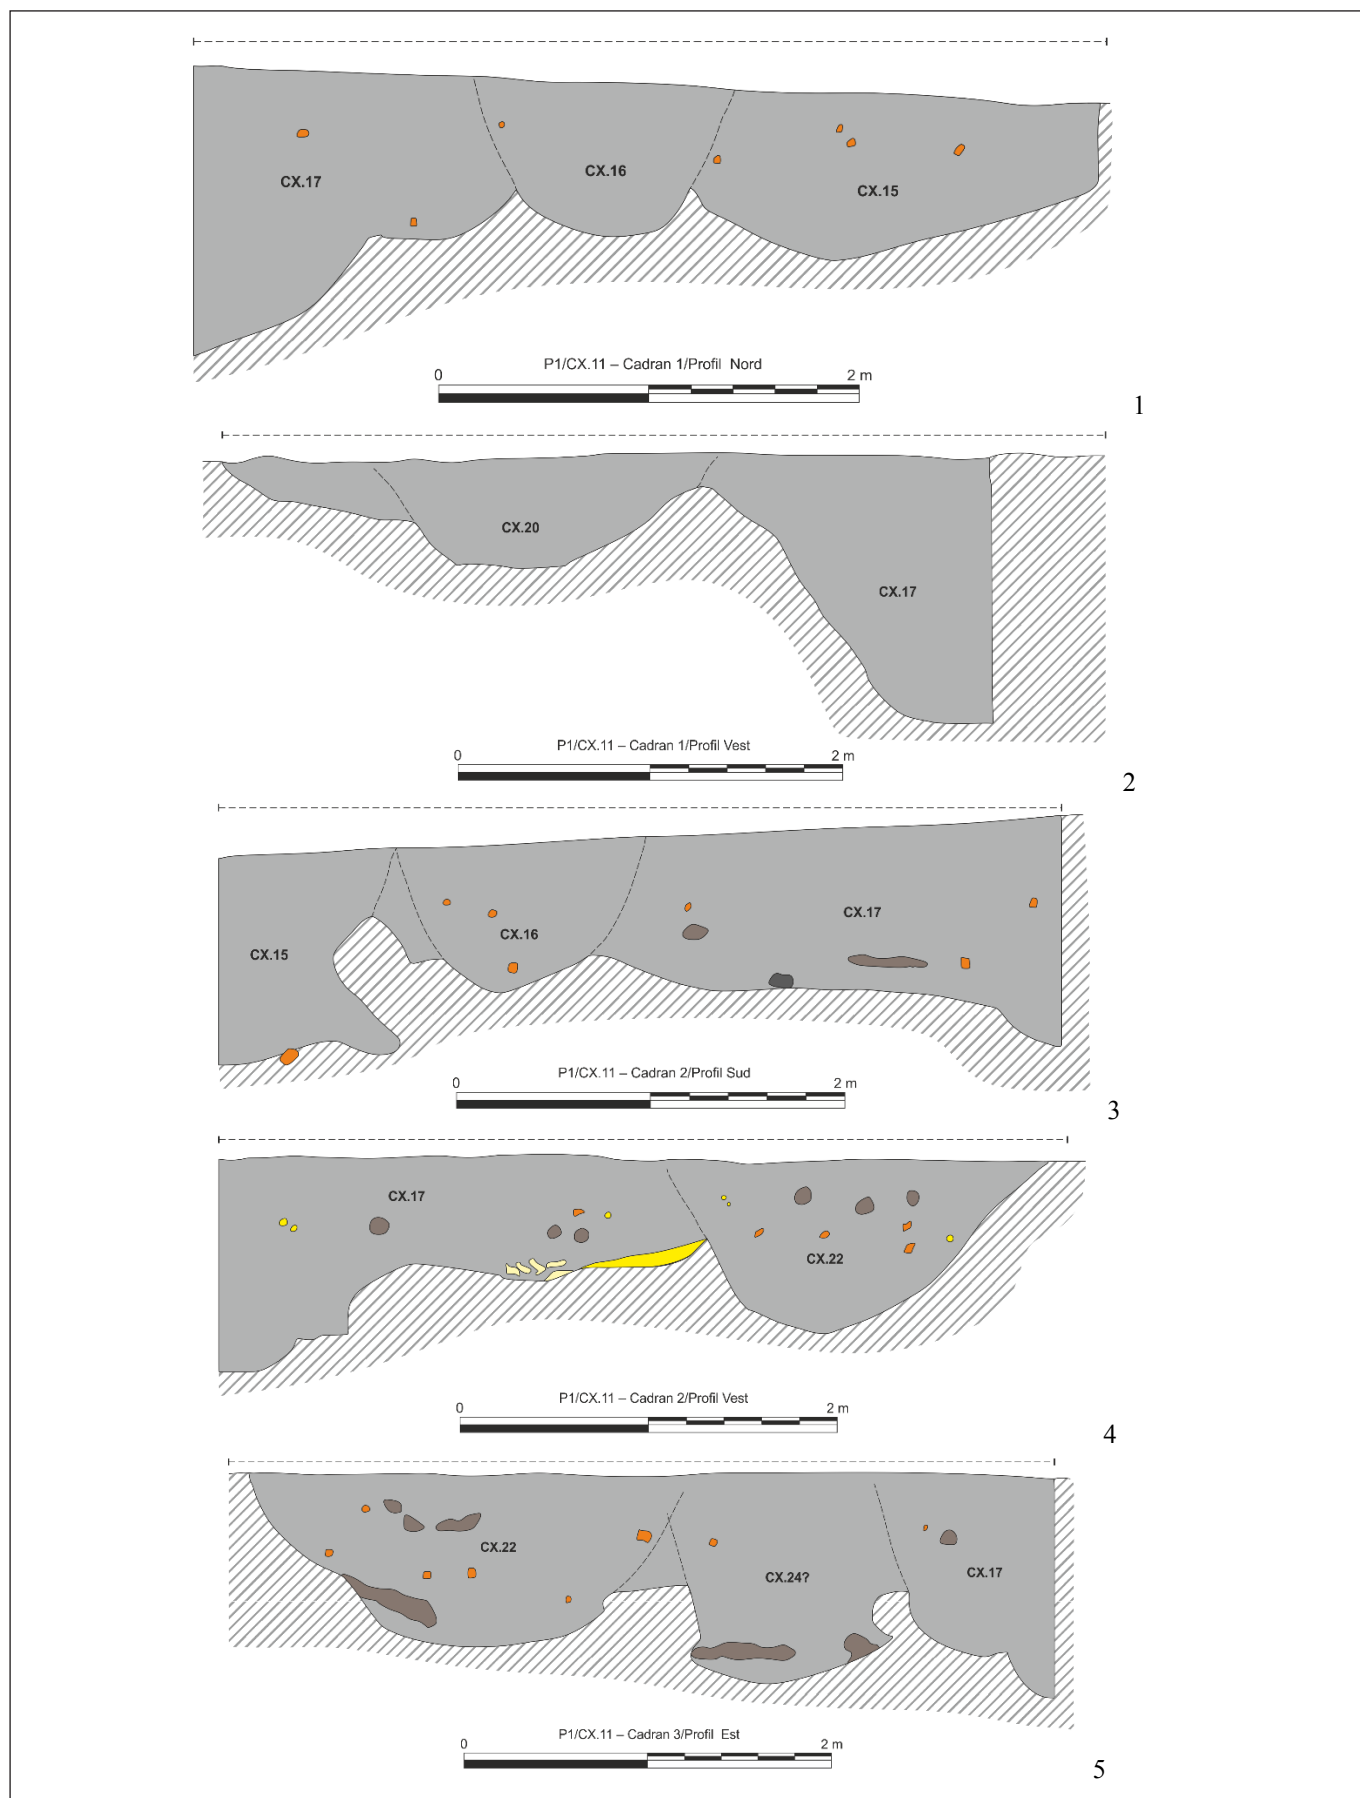 CX.17
CX.16
CX.15
P1/CX.11 – Cadran 1/Profil Nord
0
2 m
1
CX.20
CX.17
P1/CX.11 – Cadran 1/Profil Vest
0
2 m
2
CX.15
CX.16
CX.17
P1/CX.11 – Cadran 2/Profil Sud
0
2 m
3
CX.17
CX.22
P1/CX.11 – Cadran 2/Profil Vest
0
2 m
4
CX.22
CX.24?
CX.17
P1/CX.11 – Cadran 3/Profil Est
0
2 m
5